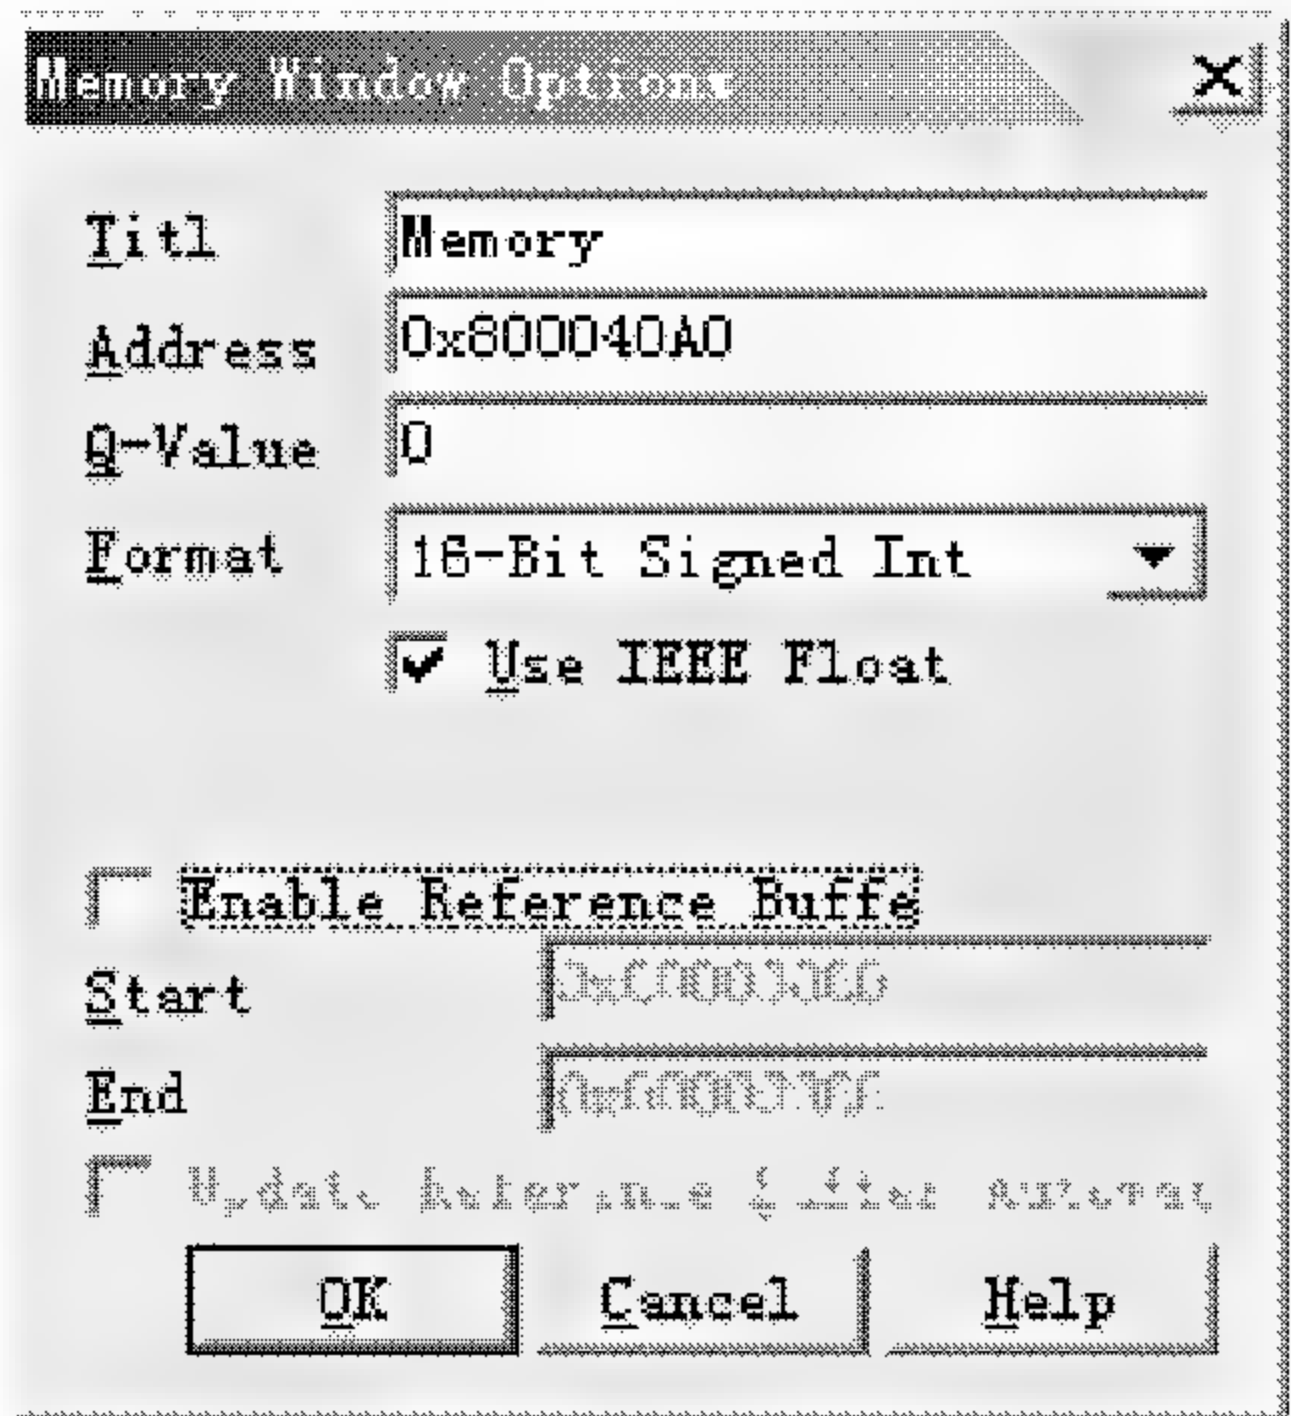 Memory Window Options
Titl Memory
Address 0x800040A0
Q-Value 0
Format 16-Bit Signed Int
Use IEEE Float
Enable Reference Buffe
Start
End
OK Cancel Help